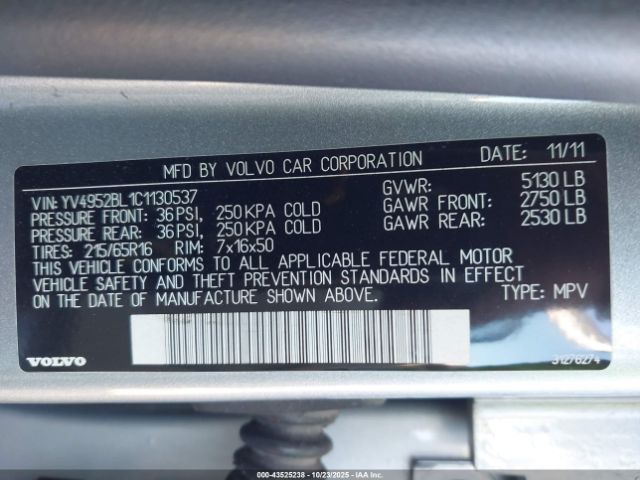 MFD BY VOLVO CAR CORPORATION DATE: 11/11
VIN: YV4952BL1C1130537
PRESSURE FRONT: 36 PSI, 250 KPA COLD
PRESSURE REAR: 36 PSI, 250 KPA COLD
TIRES: 215/65R16 RIM: 7x16x50
GVWR: 5130 LB
GAWR FRONT: 2750 LB
GAWR REAR: 2530 LB
THIS VEHICLE CONFORMS TO ALL APPLICABLE FEDERAL MOTOR
VEHICLE SAFETY AND THEFT PREVENTION STANDARDS IN EFFECT
ON THE DATE OF MANUFACTURE SHOWN ABOVE. TYPE: MPV
VOLVO 31276274
000-43525238 - 10/23/2025 - IAA Inc.